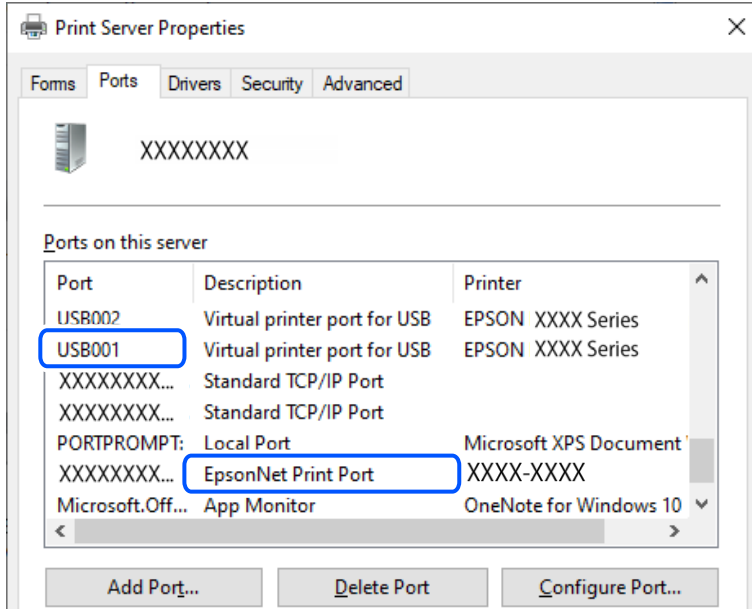 Print Server Properties
Forms Ports Drivers Security Advanced
XXXXXXXX
Ports on this server
Port Description Printer
USB002 Virtual printer port for USB EPSON XXXX Series
USB001 Virtual printer port for USB EPSON XXXX Series
XXXXXXXX... Standard TCP/IP Port
XXXXXXXX... Standard TCP/IP Port
PORTPROMPT: Local Port Microsoft XPS Document
XXXXXXXX... EpsonNet Print Port XXXX-XXXX
Microsoft.Off... App Monitor OneNote for Windows 10
Add Port... Delete Port Configure Port...